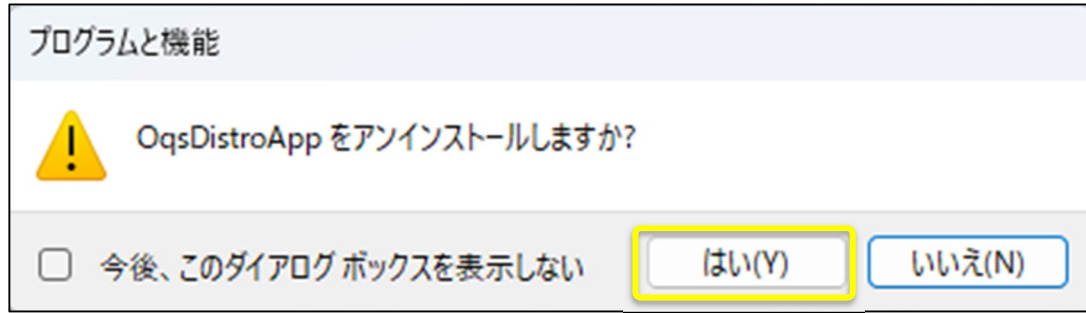 プログラムと機能
OqsDistroApp をアンインストールしますか?
今後、このダイアログ ボックスを表示しない
はい(Y)
いいえ(N)